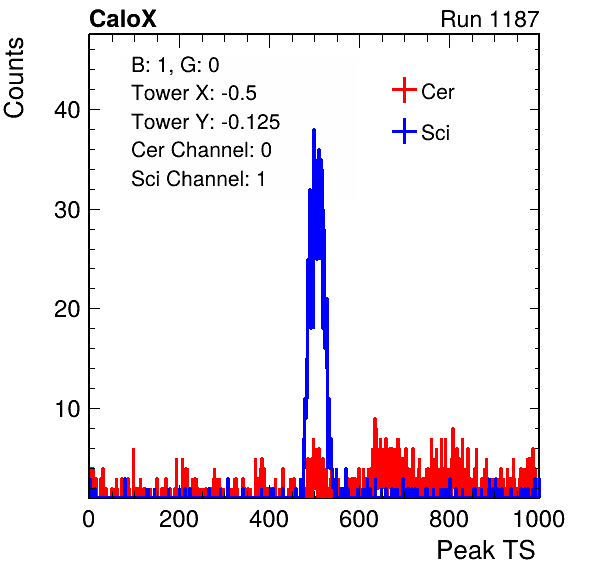 CaloX
Run 1187
Counts
B: 1, G: 0
Tower X: -0.5
Tower Y: -0.125
Cer Channel: 0
Sci Channel: 1
Cer
Sci
40
30
20
10
0 200 400 600 800 1000
Peak TS